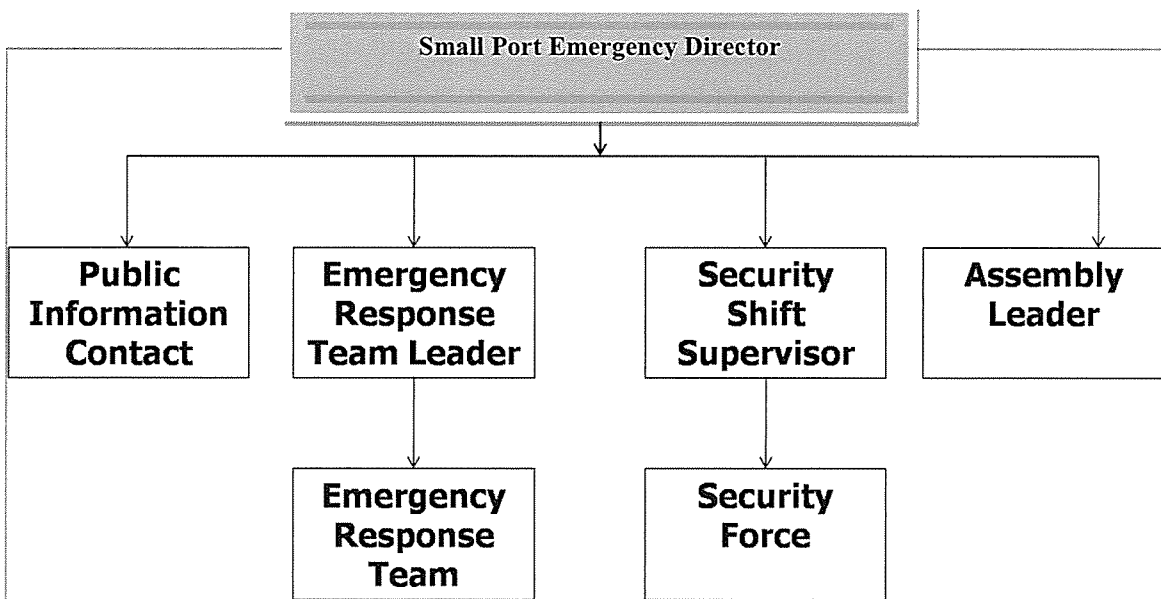 Small Port Emergency Director
Public
Information
Contact
Emergency
Response
Team Leader
Security
Shift
Supervisor
Assembly
Leader
Emergency
Response
Team
Security
Force